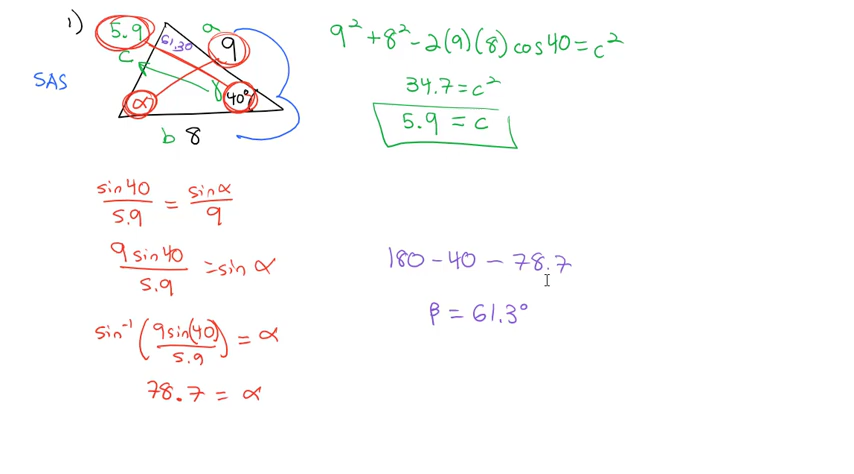 1)
5.9
a
9
61.30
c
SAS
α
γ
40°
b 8
9² + 8² - 2(9)(8) cos 40 = c²
34.7 = c²
5.9 = c
sin 40 / 5.9 = sin α / 9
9 sin 40 / 5.9 = sin α
sin⁻¹ (9 sin(40) / 5.9) = α
78.7 = α
180 - 40 - 78.7
β = 61.3°